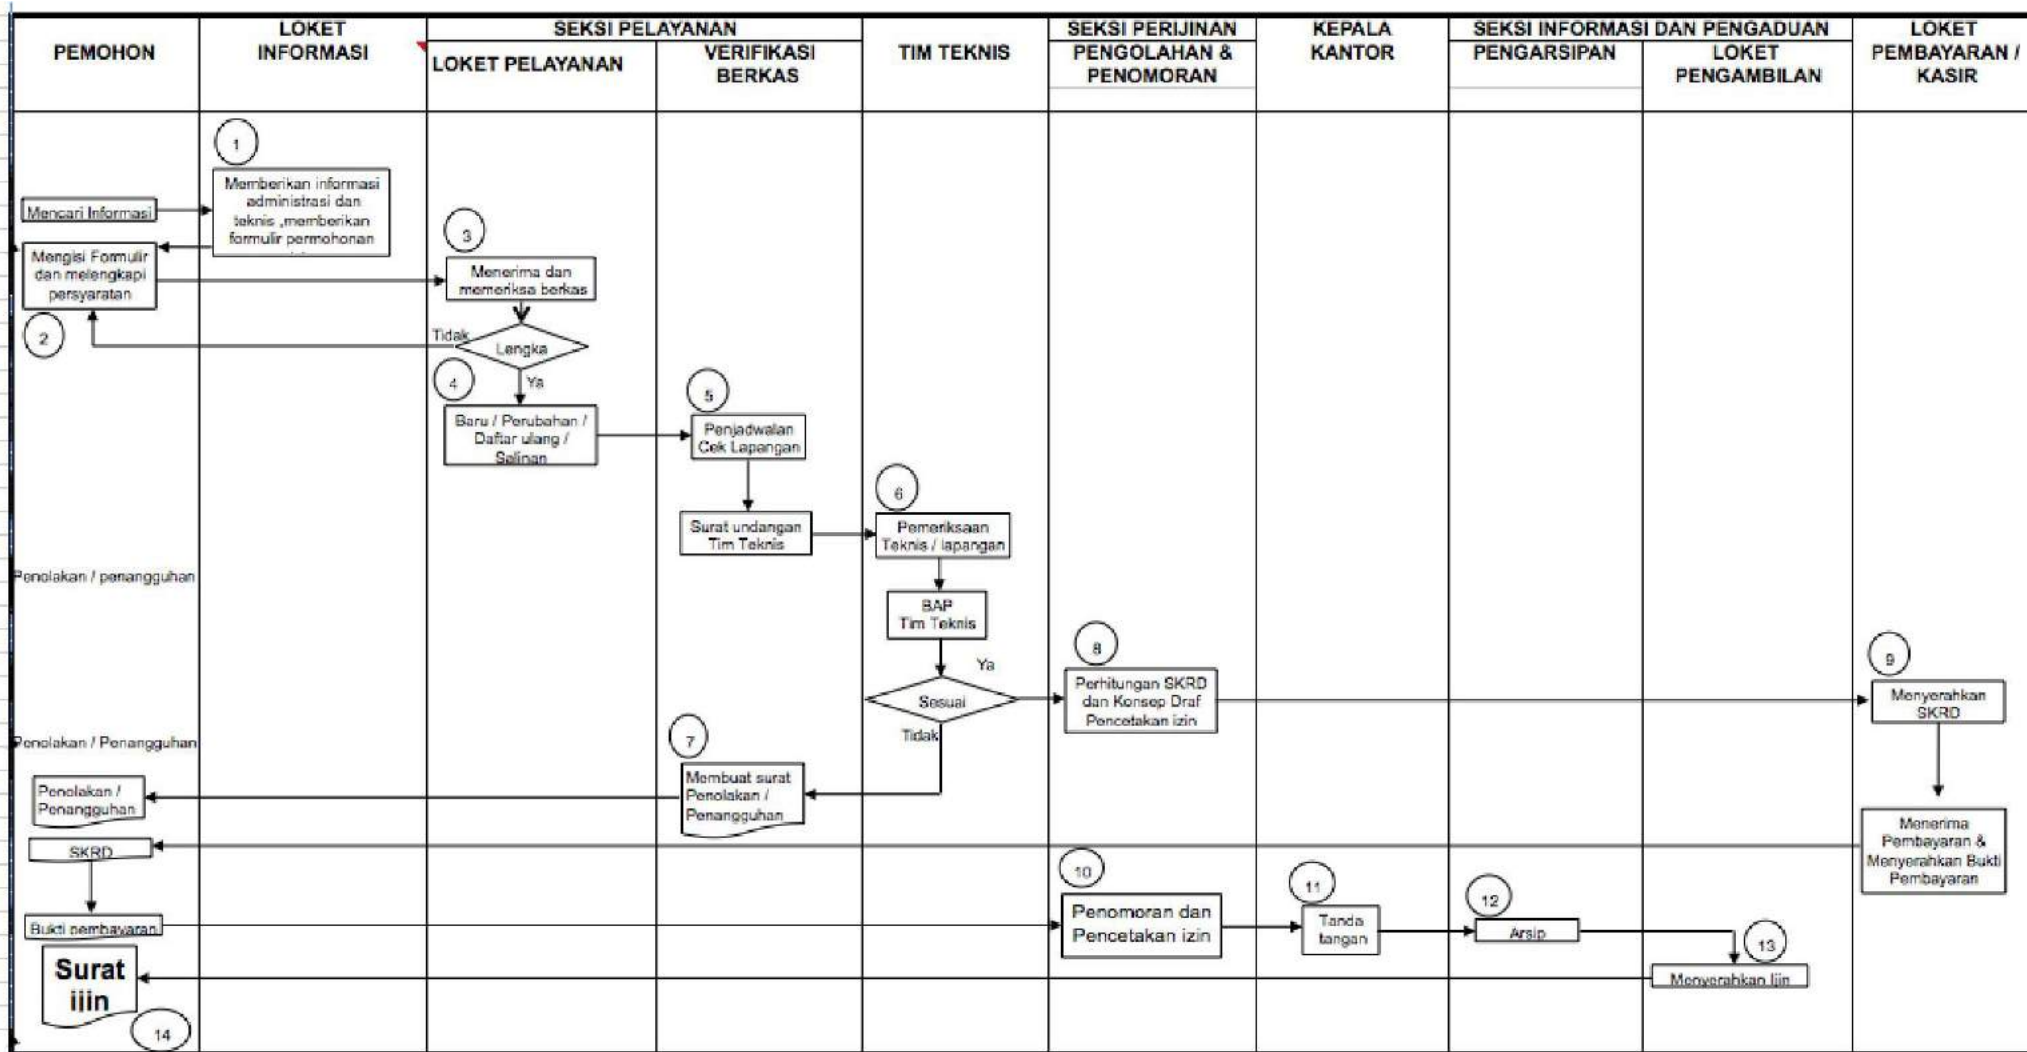 PEMOHON
LOKET
INFORMASI
SEKSI PELAYANAN
LOKET PELAYANAN
VERIFIKASI
BERKAS
TIM TEKNIS
SEKSI PERIJINAN
PENGOLAHAN &
PENOMORAN
KEPALA
KANTOR
SEKSI INFORMASI DAN PENGADUAN
PENGARSIPAN
LOKET
PENGAMBILAN
LOKET
PEMBAYARAN /
KASIR
1
Memberikan informasi
administrasi dan
teknis ,memberikan
formulir permohonan
Mencari Informasi
Mengisi Formulir
dan melengkapi
persyaratan
2
3
Menerima dan
memeriksa berkas
Tidak
Lengka
Ya
4
Baru / Perubahan /
Daftar ulang /
Salinan
5
Penjadwalan
Cek Lapangan
Surat undangan
Tim Teknis
6
Pemeriksaan
Teknis / lapangan
Penolakan / penangguhan
BAP
Tim Teknis
Ya
Sesuai
Tidak
8
Perhitungan SKRD
dan Konsep Draf
Pencetakan izin
9
Menyerahkan
SKRD
Penolakan / Penangguhan
7
Membuat surat
Penolakan /
Penangguhan
Penolakan /
Penangguhan
Menerima
Pembayaran &
Menyerahkan Bukti
Pembayaran
SKRD
Bukti pembayaran
10
Penomoran dan
Pencetakan izin
11
Tanda
tangan
12
Arsip
13
Menyerahkan Ijin
Surat
ijin
14